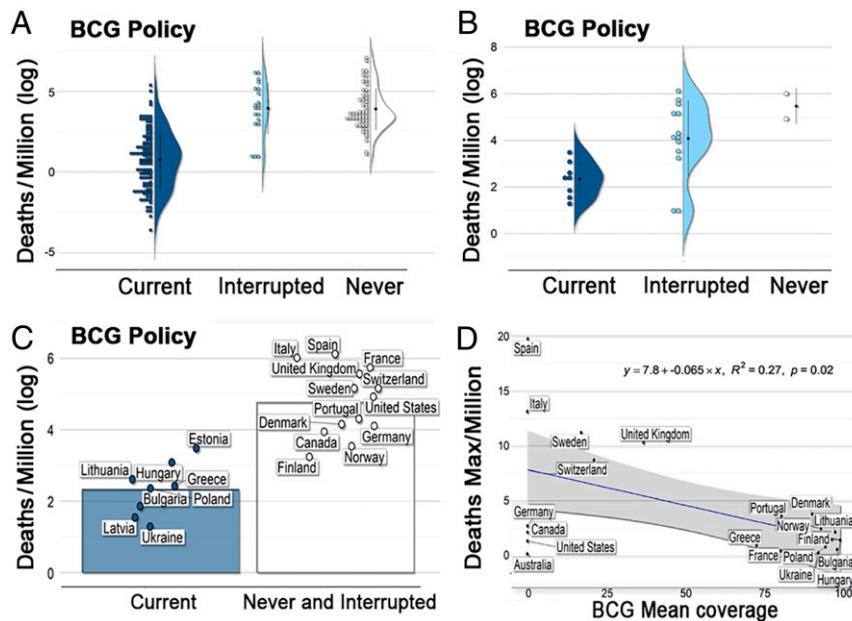 A
BCG Policy
Deaths/Million (log)
5
0
-5
Current Interrupted Never
B
BCG Policy
Deaths/Million (log)
8
6
4
2
0
Current Interrupted Never
C
BCG Policy
Deaths/Million (log)
6
4
2
0
Italy
Spain
France
United Kingdom
Switzerland
Sweden
Portugal
United States
Denmark
Canada
Germany
Norway
Finland
Estonia
Lithuania
Hungary
Greece
Bulgaria
Poland
Latvia
Ukraine
Current Never and Interrupted
D
Deaths Max/Million
20
15
10
5
0
y = 7.8 + -0.065 × x, R² = 0.27, p = 0.02
Spain
Italy
Sweden
United Kingdom
Switzerland
Germany
Canada
United States
Australia
Portugal
Denmark
Norway
Lithuania
Greece
Finland
France
Poland
Bulgaria
Ukraine
Hungary
0 25 50 75 100
BCG Mean coverage